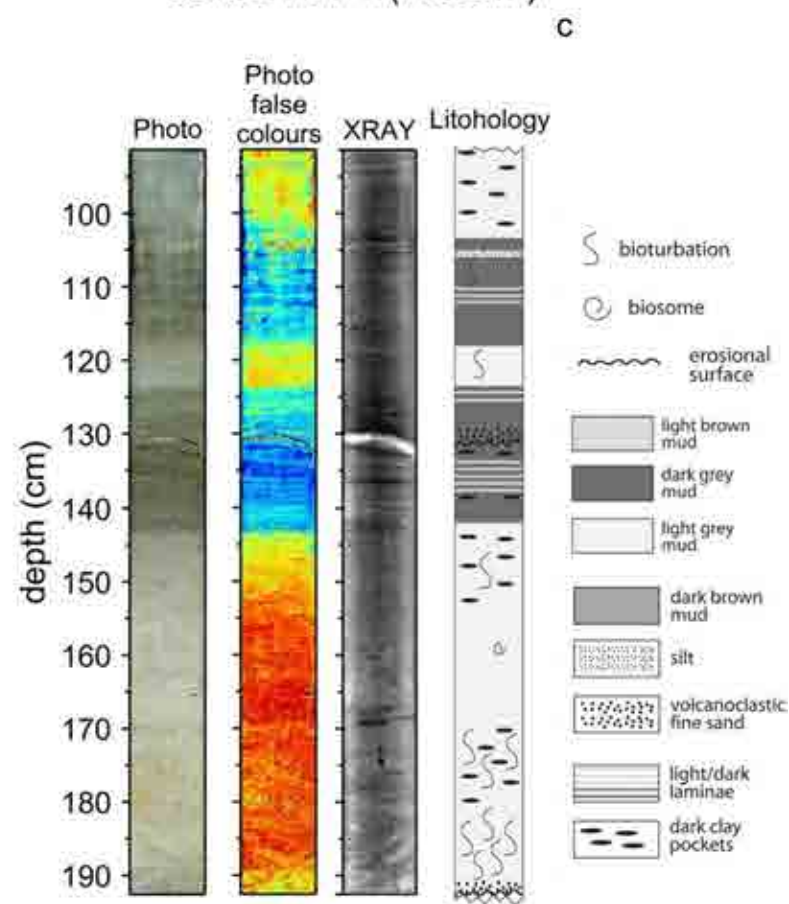 C
Photo
Photo
false
colours
XRAY
Litohology
depth (cm)
100
110
120
130
140
150
160
170
180
190
bioturbation
biosome
erosional
surface
light brown
mud
dark grey
mud
light grey
mud
dark brown
mud
silt
volcanoclastic
fine sand
light/dark
laminae
dark clay
pockets